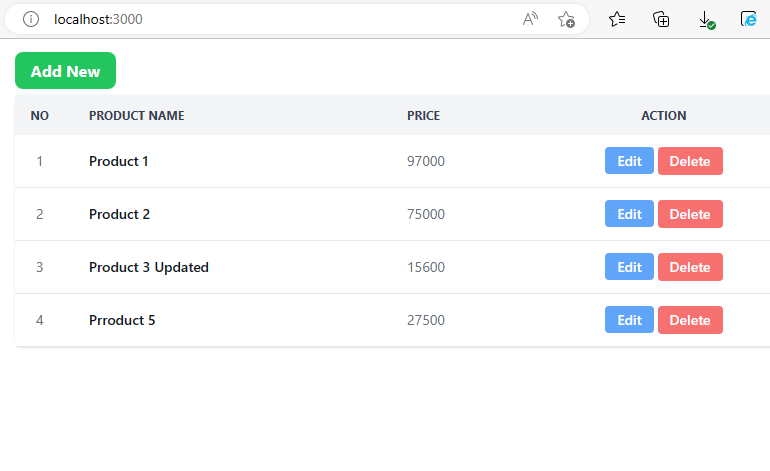 localhost:3000
Add New
NO PRODUCT NAME PRICE ACTION
1 Product 1 97000 Edit Delete
2 Product 2 75000 Edit Delete
3 Product 3 Updated 15600 Edit Delete
4 Prroduct 5 27500 Edit Delete